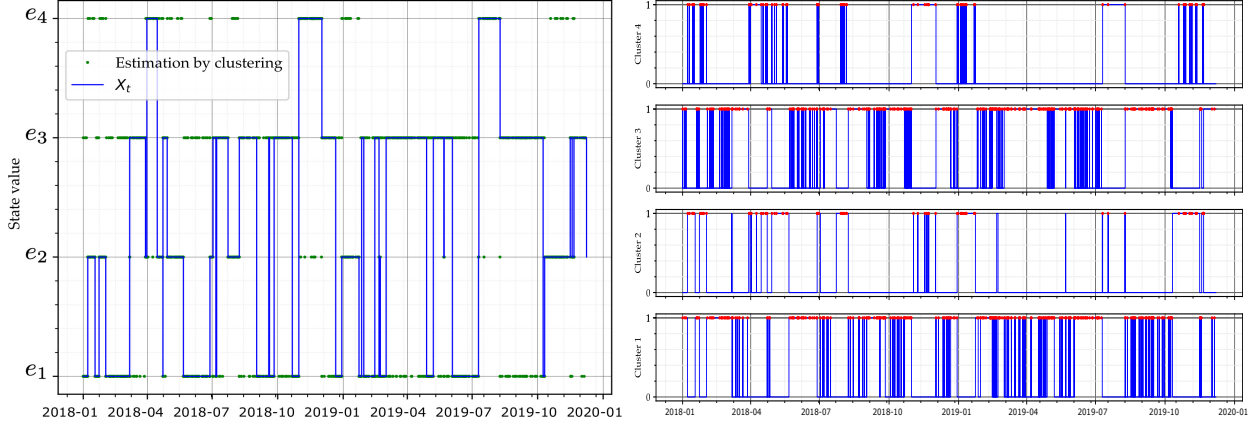 e4
e3
e2
e1
State value
Estimation by clustering
Xt
2018-01 2018-04 2018-07 2018-10 2019-01 2019-04 2019-07 2019-10 2020-01
Cluster 4
1
0
Cluster 3
1
0
Cluster 2
1
0
Cluster 1
1
0
2018-01 2018-04 2018-07 2018-10 2019-01 2019-04 2019-07 2019-10 2020-01